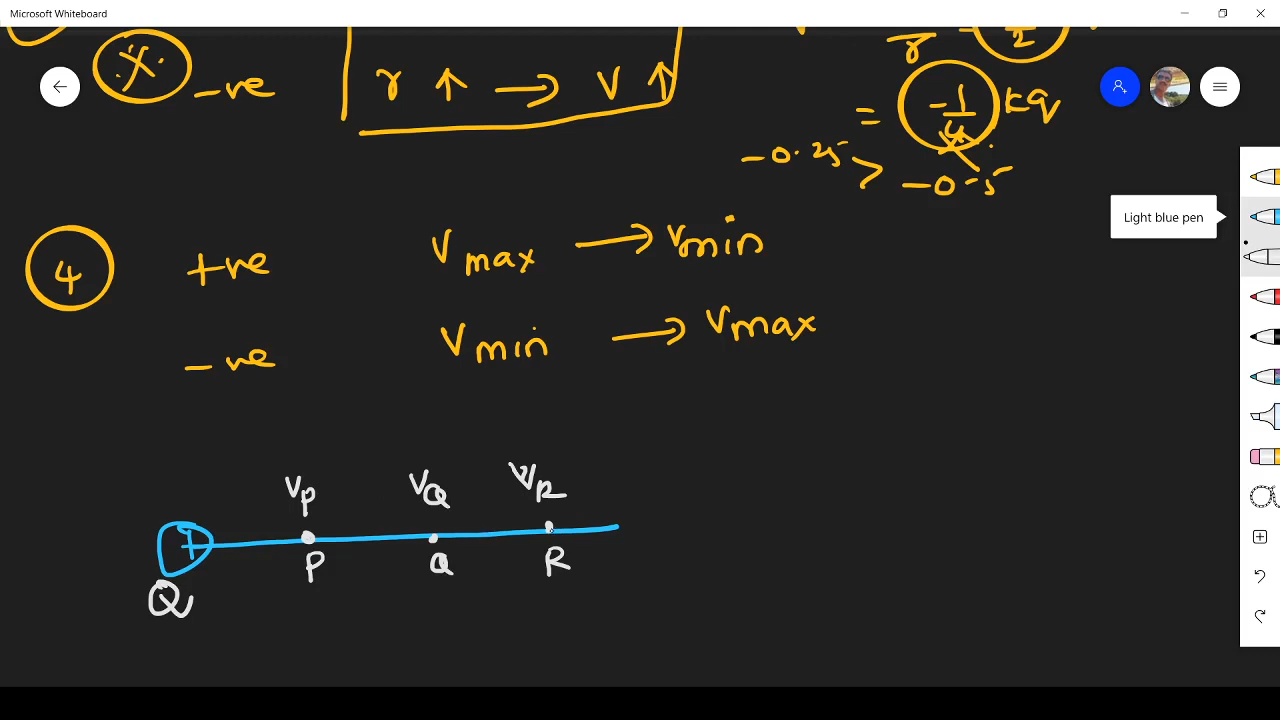 Microsoft Whiteboard
-ve
r ↑ → V ↑
r
2
= -1/4 kq
-0.25 > -0.5
Light blue pen
4
+ve Vmax → Vmin
-ve Vmin → Vmax
VP VQ VR
+
P Q R
Q